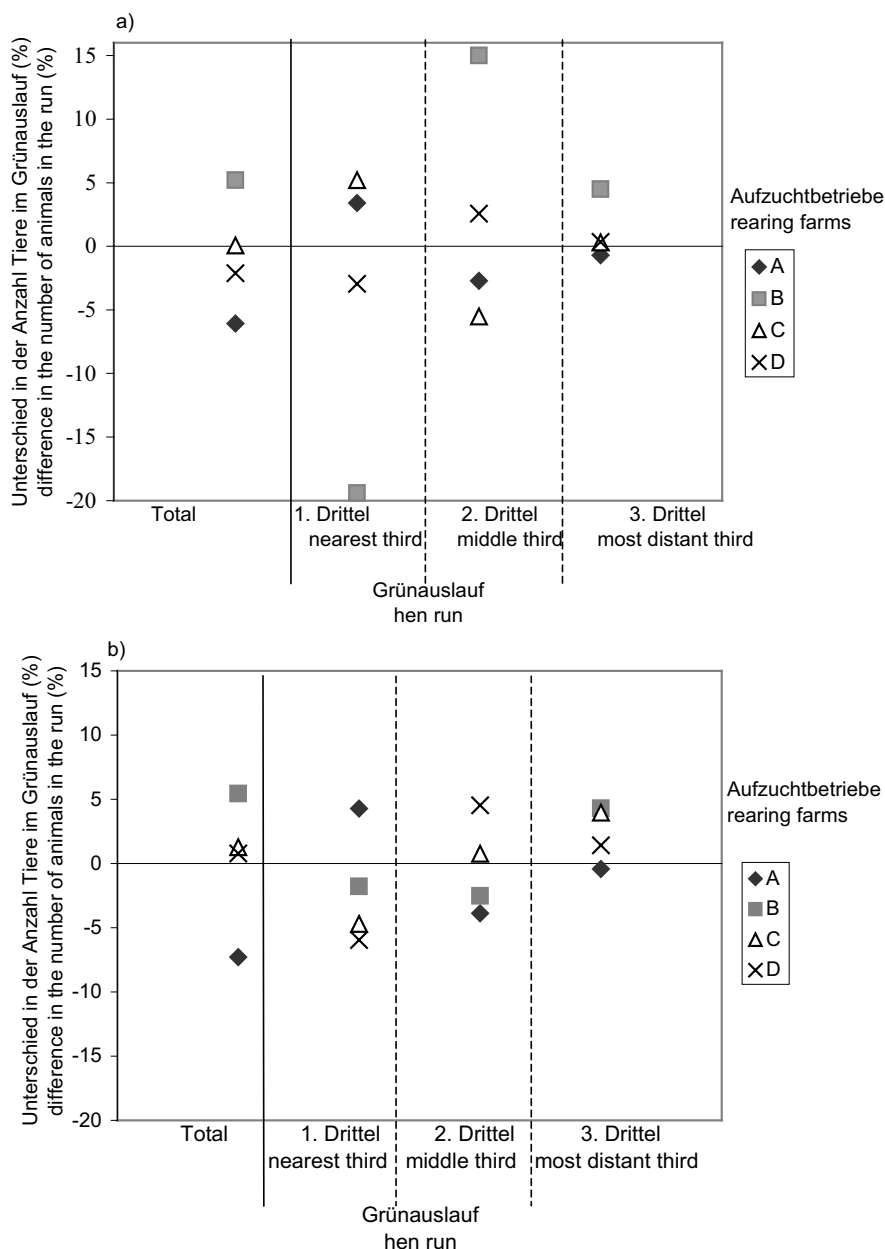 a)
Unterschied in der Anzahl Tiere im Grünauslauf (%)
difference in the number of animals in the run (%)
15
10
5
0
-5
-10
-15
-20
Total
1. Drittel
nearest third
2. Drittel
middle third
3. Drittel
most distant third
Grünauslauf
hen run
Aufzuchtbetriebe
rearing farms
A
B
C
D
b)
Unterschied in der Anzahl Tiere im Grünauslauf (%)
difference in the number of animals in the run (%)
15
10
5
0
-5
-10
-15
-20
Total
1. Drittel
nearest third
2. Drittel
middle third
3. Drittel
most distant third
Grünauslauf
hen run
Aufzuchtbetriebe
rearing farms
A
B
C
D